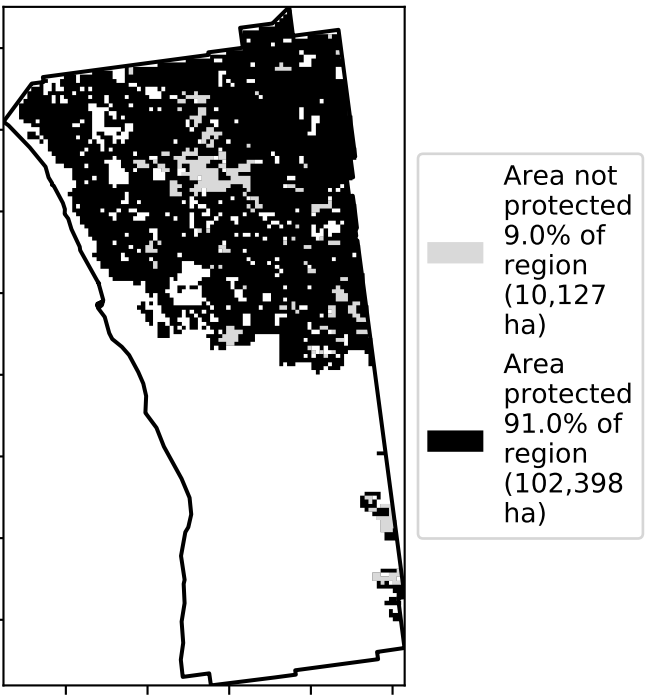 Area not
protected
9.0% of
region
(10,127
ha)
Area
protected
91.0% of
region
(102,398
ha)